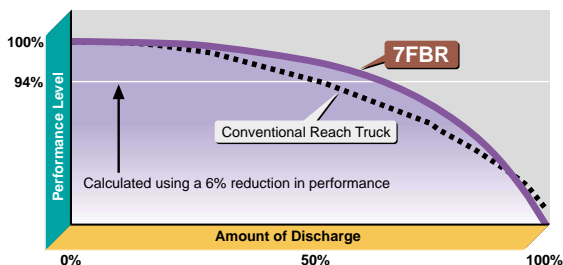 100%
7FBR
94%
Performance Level
Conventional Reach Truck
Calculated using a 6% reduction in performance
Amount of Discharge
0%
50%
100%